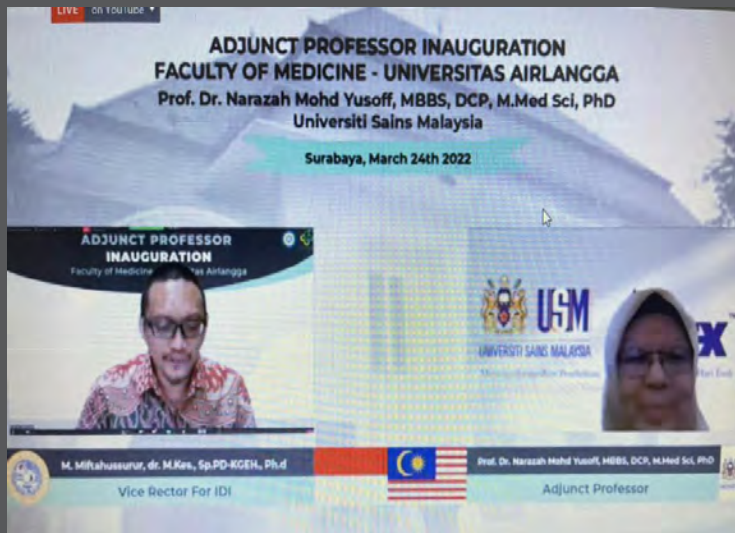 LIVE on YouTube
ADJUNCT PROFESSOR INAUGURATION
FACULTY OF MEDICINE - UNIVERSITAS AIRLANGGA
Prof. Dr. Narazah Mohd Yusoff, MBBS, DCP, M.Med Sci, PhD
Universiti Sains Malaysia
Surabaya, March 24th 2022
ADJUNCT PROFESSOR
INAUGURATION
Faculty of Medicine Airlangga
USM
UNIVERSITI SAINS MALAYSIA
EX
M. Miftahussurur, dr. M.Kes., Sp.PD-KGEH., Ph.d
Vice Rector For IDI
Prof. Dr. Narazah Mohd Yusoff, MBBS, DCP, M.Med Sci, PhD
Adjunct Professor